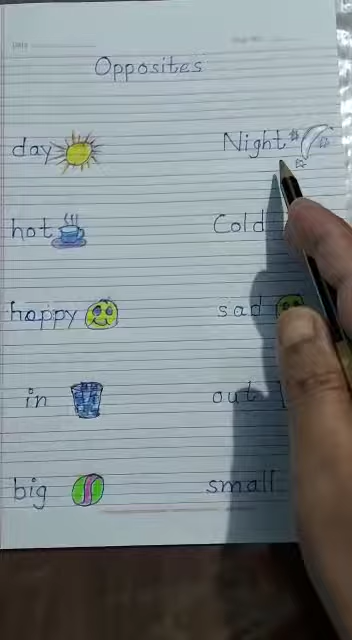 Opposites
day Night
hot Cold
happy sad
in out
big small